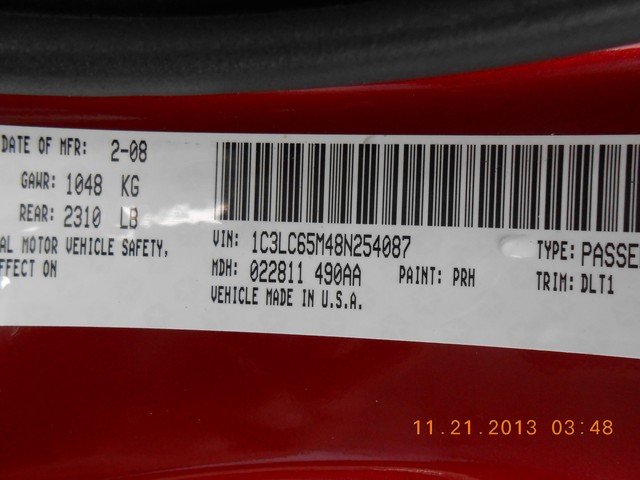 DATE OF MFR: 2-08
GAWR: 1048 KG
REAR: 2310 LB
AL MOTOR VEHICLE SAFETY,
EFFECT ON
VIN: 1C3LC65M48N254087 TYPE: PASSE
MDH: 022811 490AA PAINT: PRH TRIM: DLT1
VEHICLE MADE IN U.S.A.
11.21.2013 03:48